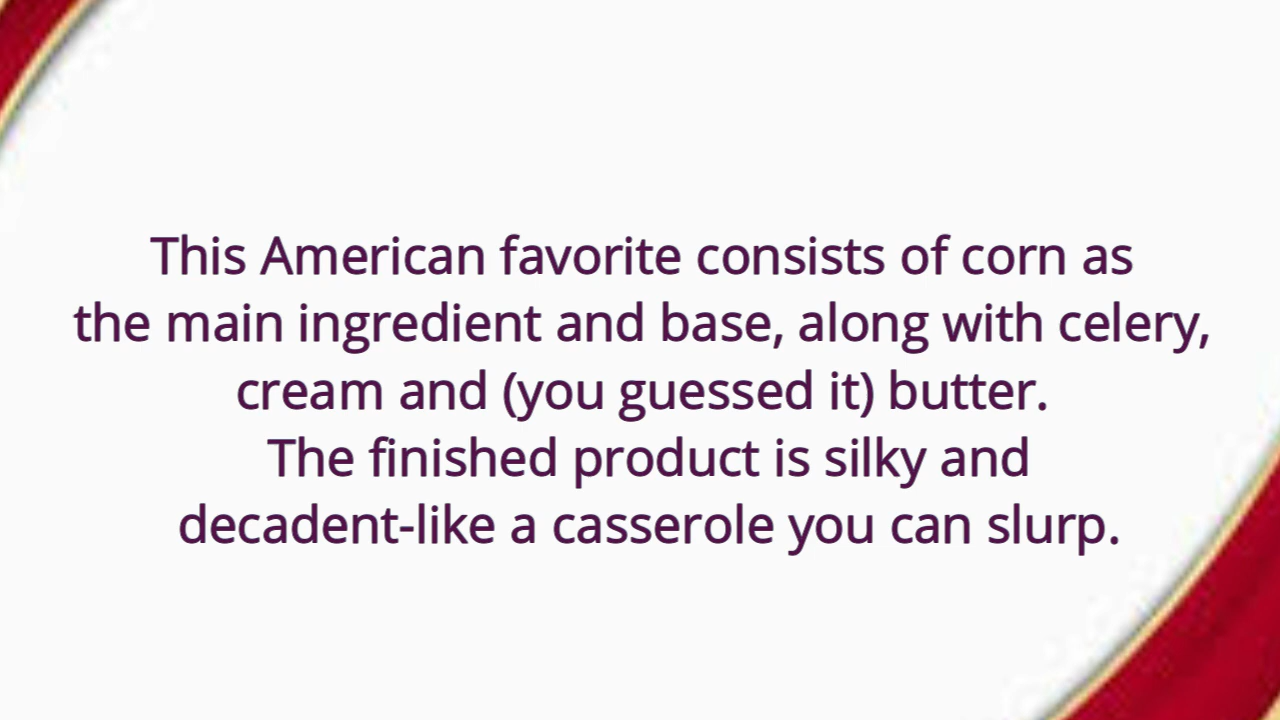 This American favorite consists of corn as
the main ingredient and base, along with celery,
cream and (you guessed it) butter.
The finished product is silky and
decadent-like a casserole you can slurp.